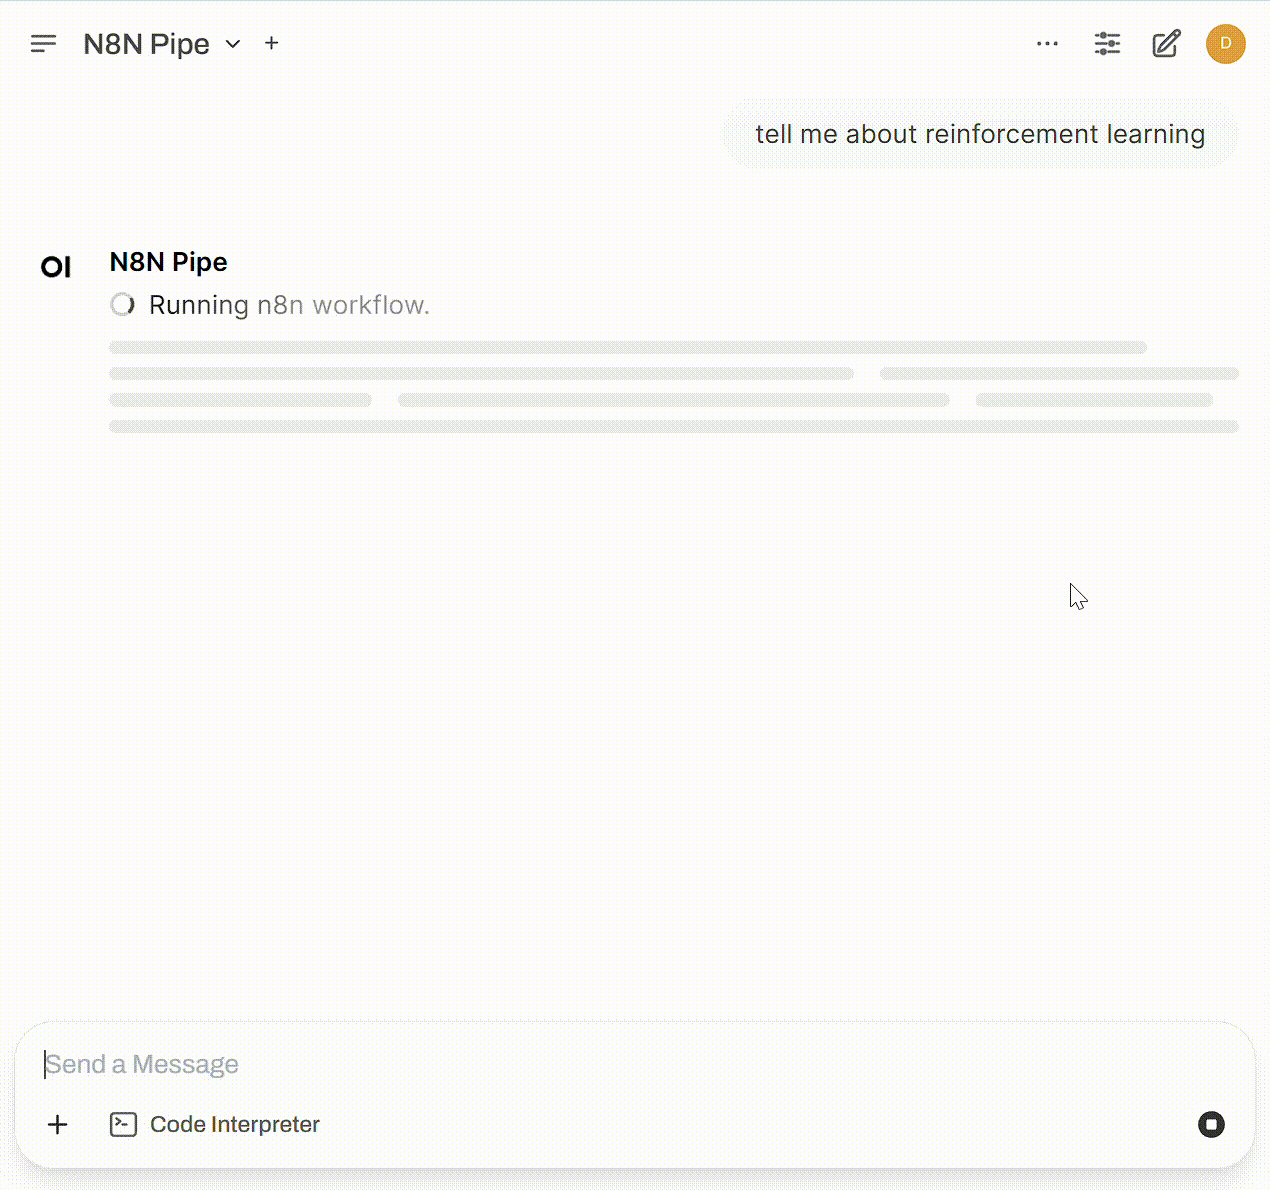 N8N Pipe
D
tell me about reinforcement learning
OI
N8N Pipe
Running n8n workflow.
Send a Message
Code Interpreter